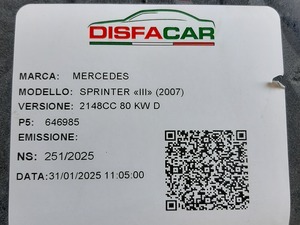 DISFACAR
MARCA: MERCEDES
MODELLO: SPRINTER «III» (2007)
VERSIONE: 2148CC 80 KW D
P5: 646985
EMISSIONE:
NS: 251/2025
DATA:31/01/2025 11:05:00